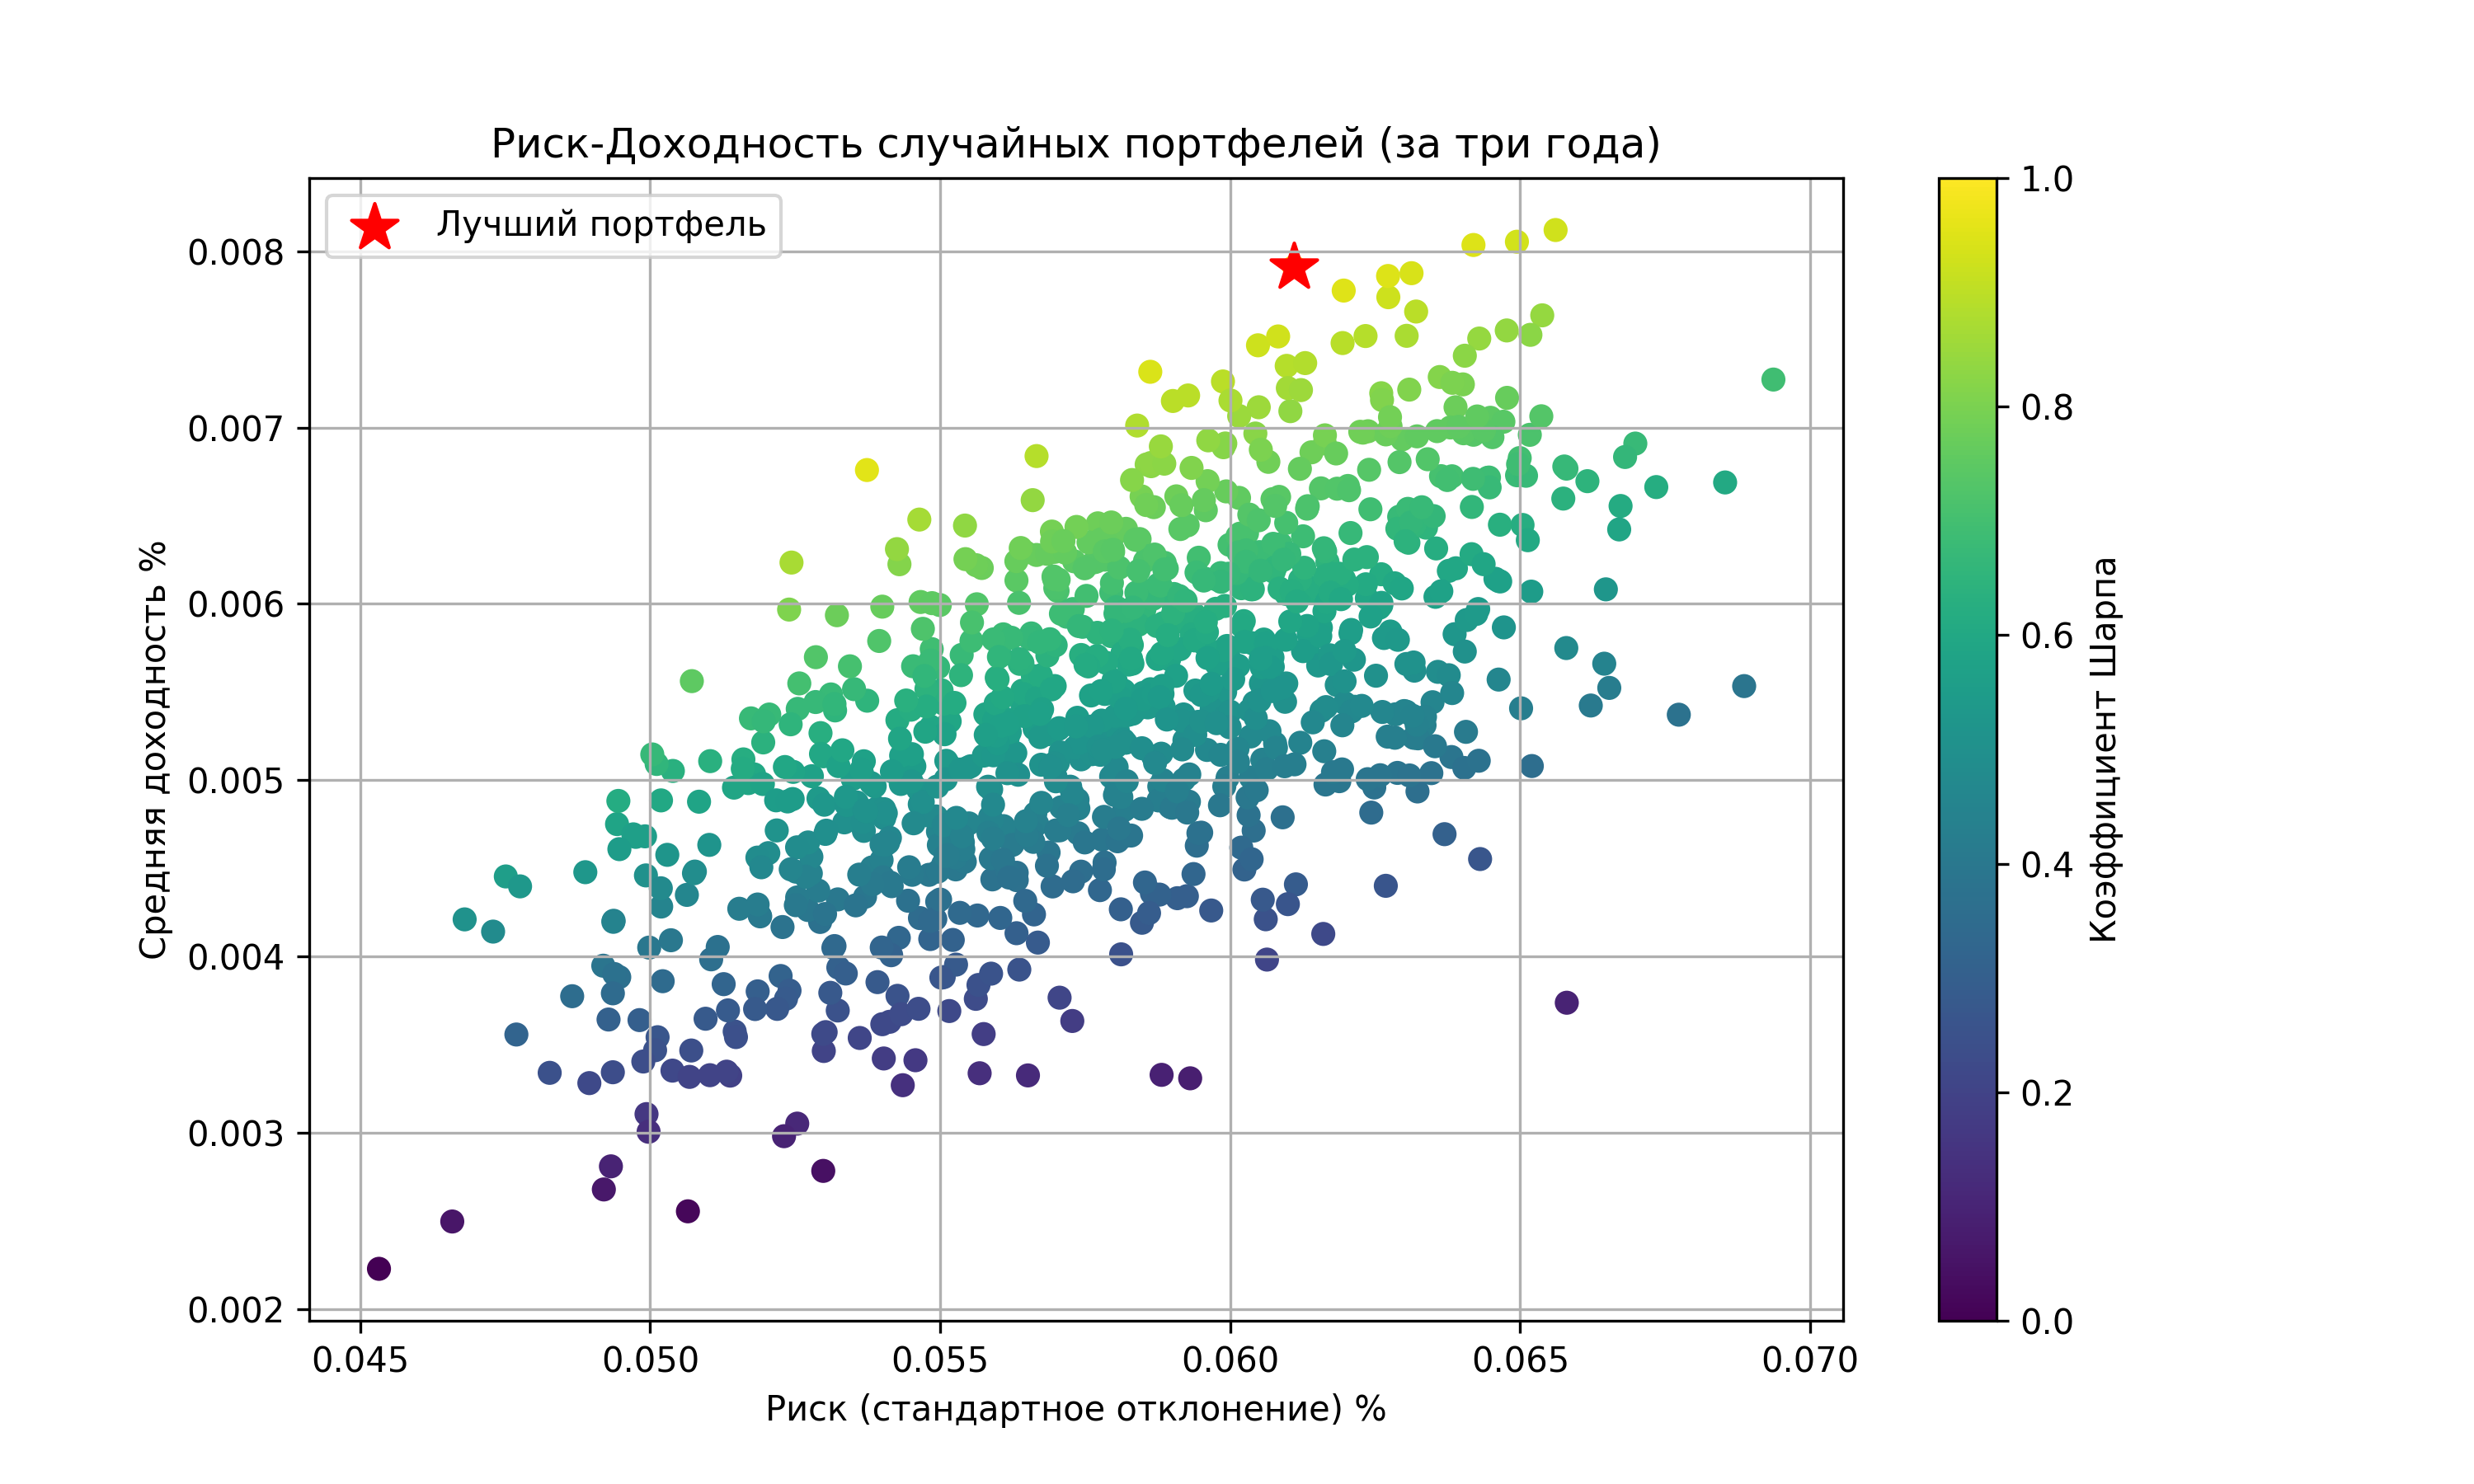 Риск-Доходность случайных портфелей (за три года)
Лучший портфель
Средняя доходность %
0.008
0.007
0.006
0.005
0.004
0.003
0.002
0.045 0.050 0.055 0.060 0.065 0.070
Риск (стандартное отклонение) %
1.0
0.8
0.6
0.4
0.2
0.0
Коэффициент Шарпа